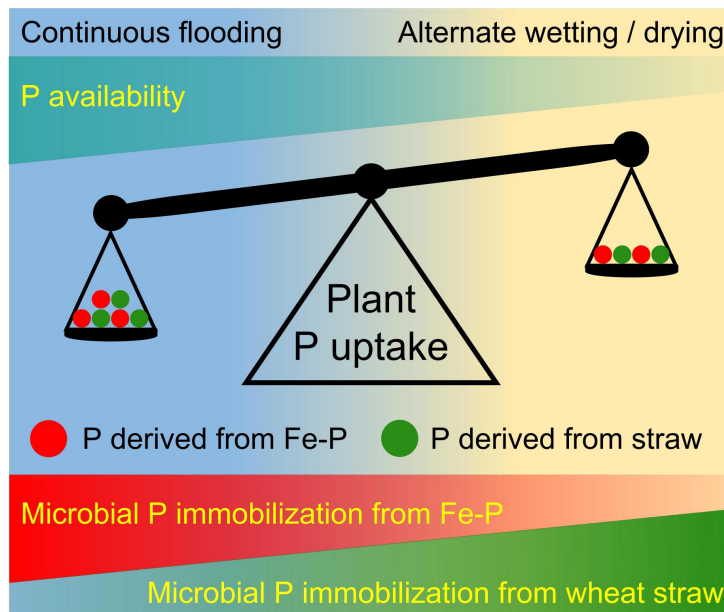 Continuous flooding
Alternate wetting / drying
P availability
Plant
P uptake
P derived from Fe-P
P derived from straw
Microbial P immobilization from Fe-P
Microbial P immobilization from wheat straw